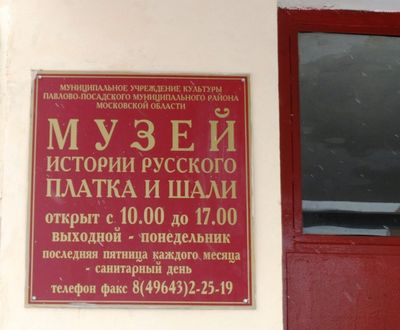 МУНИЦИПАЛЬНОЕ УЧРЕЖДЕНИЕ КУЛЬТУРЫ
ПАВЛОВО-ПОСАДСКОГО МУНИЦИПАЛЬНОГО РАЙОНА
МОСКОВСКОЙ ОБЛАСТИ
МУЗЕЙ
ИСТОРИИ РУССКОГО
ПЛАТКА И ШАЛИ
открыт с 10.00 до 17.00
выходной - понедельник
последняя пятница каждого месяца
- санитарный день
телефон факс 8(49643)2-25-19